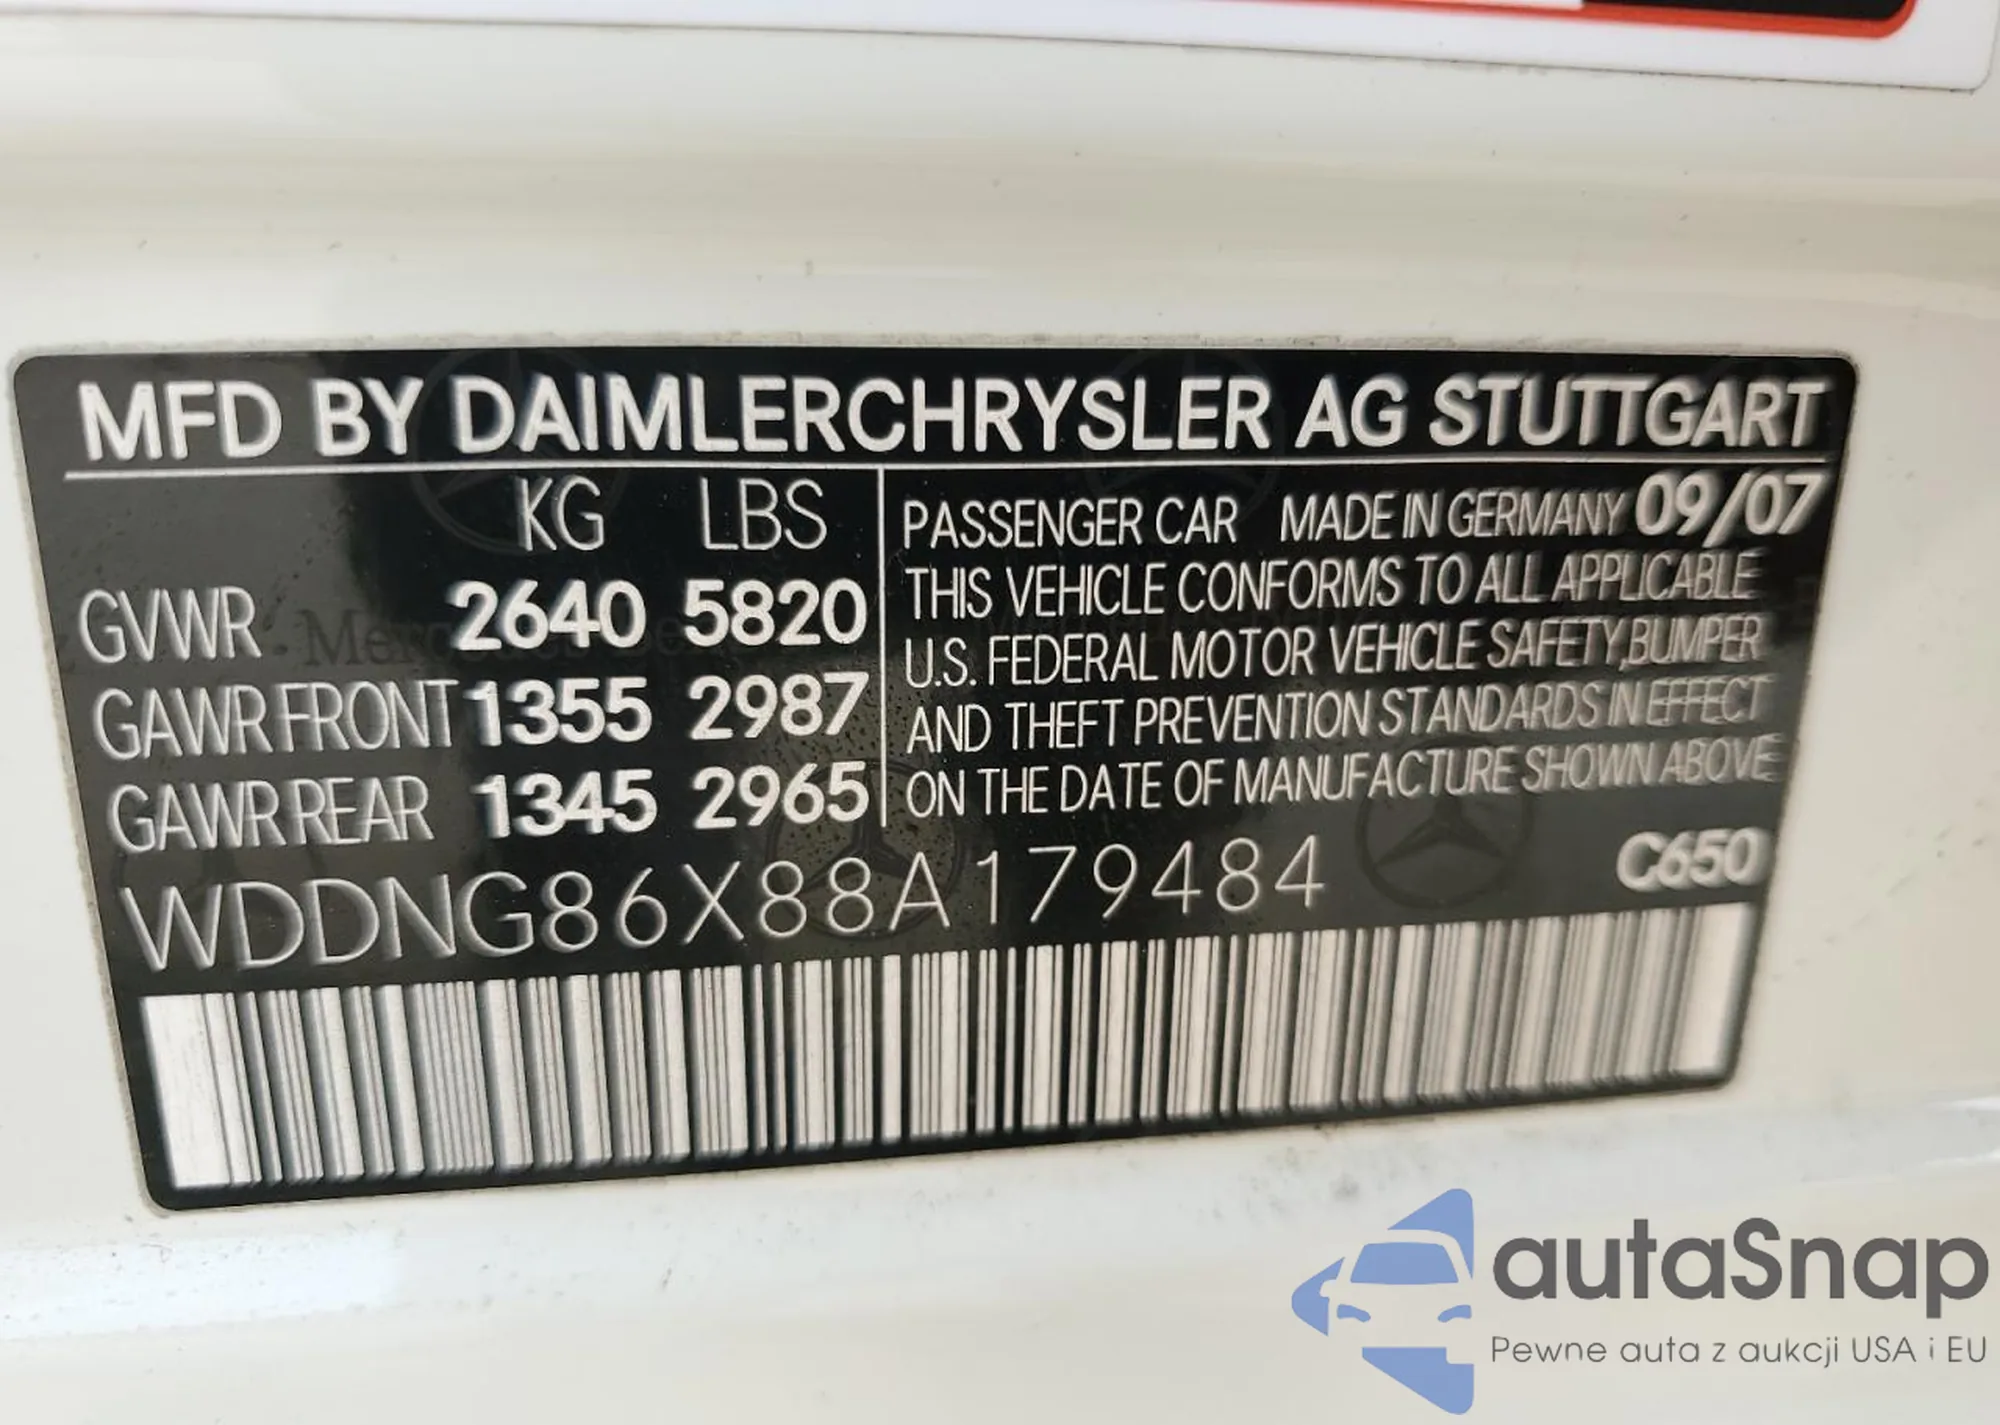 MFD BY DAIMLERCHRYSLER AG STUTTGART
KG LBS
GVWR 2640 5820
GAWR FRONT 1355 2987
GAWR REAR 1345 2965
PASSENGER CAR MADE IN GERMANY 09/07
THIS VEHICLE CONFORMS TO ALL APPLICABLE
U.S. FEDERAL MOTOR VEHICLE SAFETY, BUMPER
AND THEFT PREVENTION STANDARDS IN EFFECT
ON THE DATE OF MANUFACTURE SHOWN ABOVE
C650
WDDNG86X88A179484
autaSnap
Pewne auta z aukcji USA i EU